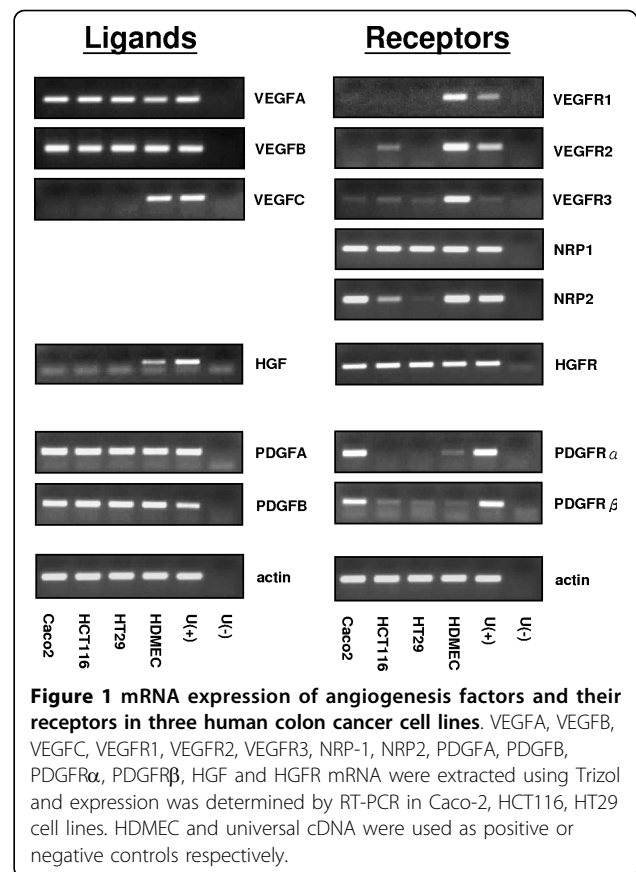 Ligands
VEGFA
VEGFB
VEGFC
HGF
PDGFA
PDGFB
actin
Caco2 HCT116 HT29 HDMEC U(+) U(-)
Receptors
VEGFR1
VEGFR2
VEGFR3
NRP1
NRP2
HGFR
PDGFR α
PDGFR β
actin
Caco2 HCT116 HT29 HDMEC U(+) U(-)
Figure 1 mRNA expression of angiogenesis factors and their
receptors in three human colon cancer cell lines. VEGFA, VEGFB,
VEGFC, VEGFR1, VEGFR2, VEGFR3, NRP-1, NRP2, PDGFA, PDGFB,
PDGFRα, PDGFRβ, HGF and HGFR mRNA were extracted using Trizol
and expression was determined by RT-PCR in Caco-2, HCT116, HT29
cell lines. HDMEC and universal cDNA were used as positive or
negative controls respectively.